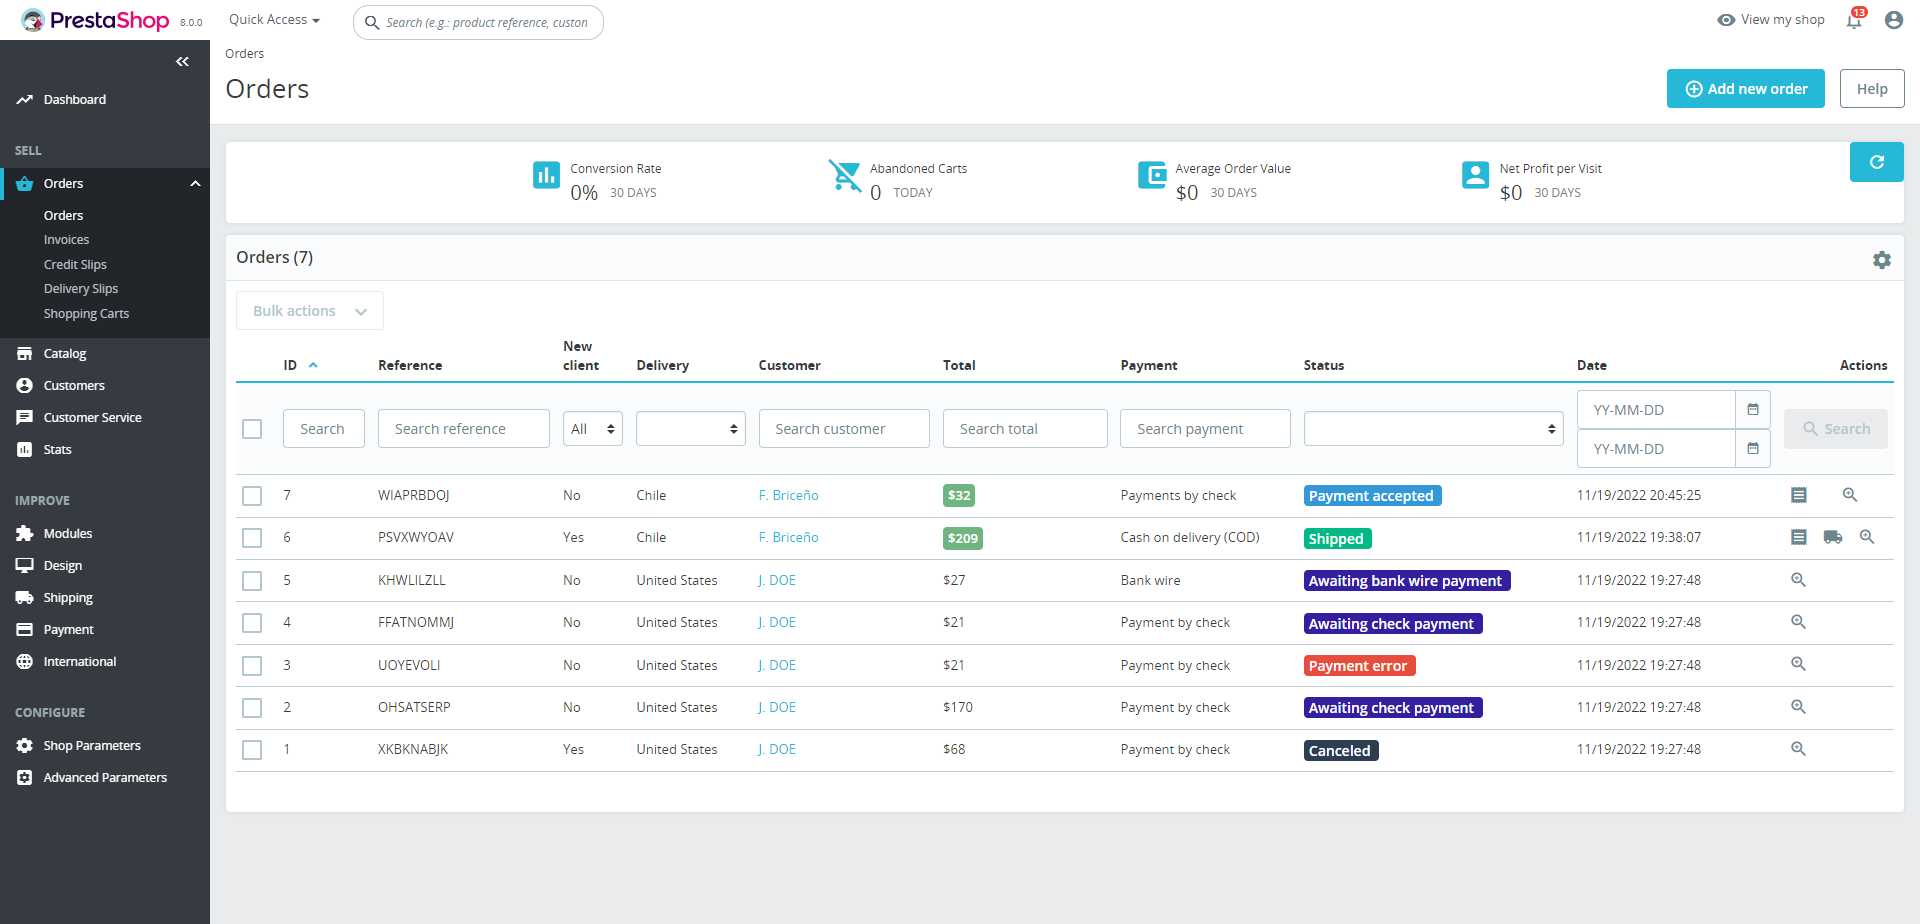 PrestaShop 8.0.0 Quick Access Search (e.g.: product reference, custon View my shop 13
Orders
Orders
Add new order Help
Dashboard
SELL
Orders
Orders
Invoices
Credit Slips
Delivery Slips
Shopping Carts
Catalog
Customers
Customer Service
Stats
IMPROVE
Modules
Design
Shipping
Payment
International
CONFIGURE
Shop Parameters
Advanced Parameters
Conversion Rate
0% 30 DAYS
Abandoned Carts
0 TODAY
Average Order Value
$0 30 DAYS
Net Profit per Visit
$0 30 DAYS
Orders (7)
Bulk actions
ID Reference New client Delivery Customer Total Payment Status Date Actions
Search Search reference All Search customer Search total Search payment YY-MM-DD YY-MM-DD Search
7 WIAPRBDOJ No Chile F. Briceño $32 Payments by check Payment accepted 11/19/2022 20:45:25
6 PSVXWYOAV Yes Chile F. Briceño $209 Cash on delivery (COD) Shipped 11/19/2022 19:38:07
5 KHWLILZLL No United States J. DOE $27 Bank wire Awaiting bank wire payment 11/19/2022 19:27:48
4 FFATNOMMJ No United States J. DOE $21 Payment by check Awaiting check payment 11/19/2022 19:27:48
3 UOYEVOLI No United States J. DOE $21 Payment by check Payment error 11/19/2022 19:27:48
2 OHSATSERP No United States J. DOE $170 Payment by check Awaiting check payment 11/19/2022 19:27:48
1 XKBKNABJK Yes United States J. DOE $68 Payment by check Canceled 11/19/2022 19:27:48